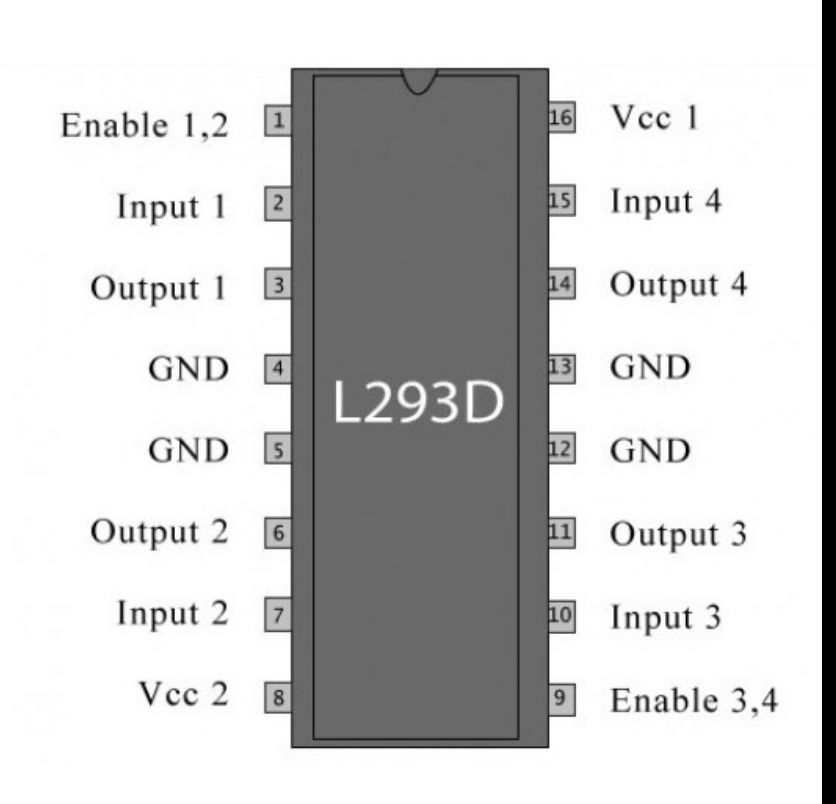 Enable 1,2 1 16 Vcc 1
Input 1 2 15 Input 4
Output 1 3 14 Output 4
GND 4 13 GND
L293D
GND 5 12 GND
Output 2 6 11 Output 3
Input 2 7 10 Input 3
Vcc 2 8 9 Enable 3,4